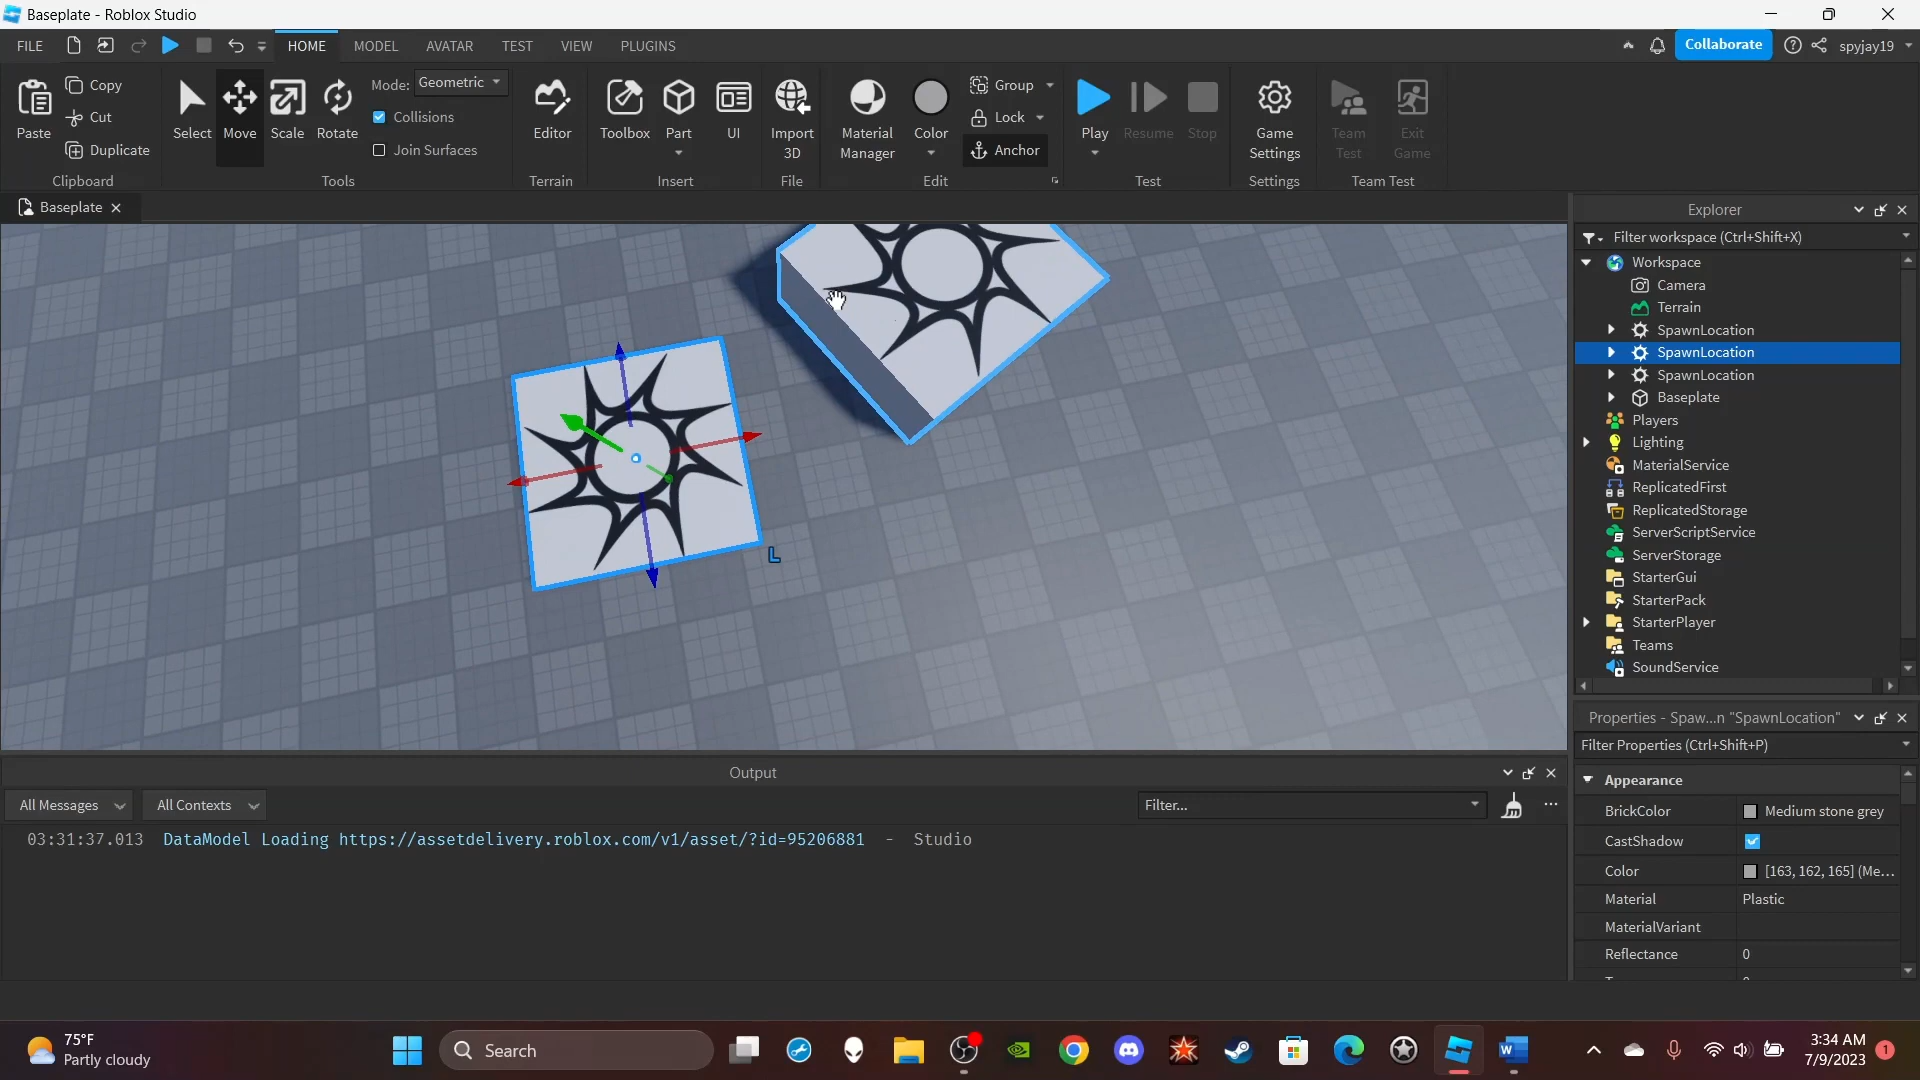 Baseplate - Roblox Studio
FILE HOME MODEL AVATAR TEST VIEW PLUGINS Collaborate spyjay19
Paste Copy Cut Duplicate Clipboard
Select Move Scale Rotate Mode: Geometric Collisions Join Surfaces Tools
Editor Terrain
Toolbox Part UI Insert
Import 3D File
Material Manager Color Group Lock Anchor Edit
Play Resume Stop Test
Game Settings Settings
Team Test Exit Game Team Test
Baseplate
L
Explorer
Filter workspace (Ctrl+Shift+X)
Workspace
Camera
Terrain
SpawnLocation
SpawnLocation
SpawnLocation
Baseplate
Players
Lighting
MaterialService
ReplicatedFirst
ReplicatedStorage
ServerScriptService
ServerStorage
StarterGui
StarterPack
StarterPlayer
Teams
SoundService
Properties - Spaw...n "SpawnLocation"
Filter Properties (Ctrl+Shift+P)
Appearance
BrickColor Medium stone grey
CastShadow
Color [163, 162, 165] (Me...
Material Plastic
MaterialVariant
Reflectance 0
Output
All Messages All Contexts Filter...
03:31:37.013 DataModel Loading https://assetdelivery.roblox.com/v1/asset/?id=95206881 - Studio
75°F
Partly cloudy
Search
3:34 AM
7/9/2023
1